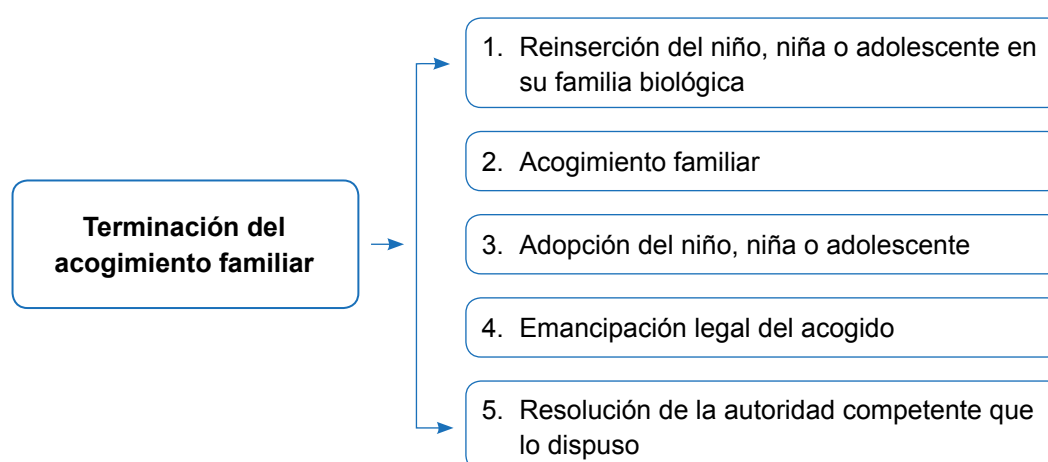 Terminación del
acogimiento familiar
1. Reinserción del niño, niña o adolescente en
su familia biológica
2. Acogimiento familiar
3. Adopción del niño, niña o adolescente
4. Emancipación legal del acogido
5. Resolución de la autoridad competente que
lo dispuso